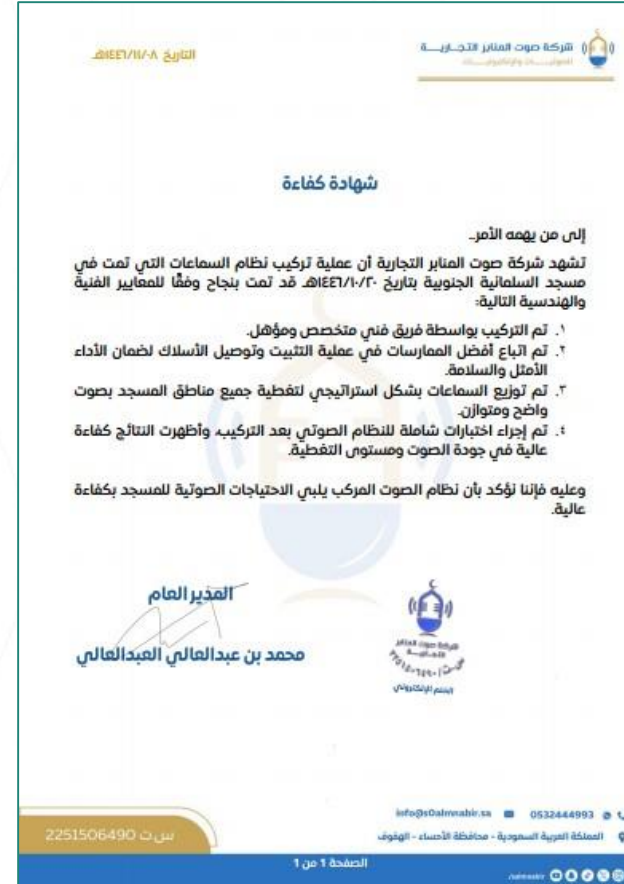 شركة صوت المنابر التجـاريــــة
التاريخ ١٤٤٦/١١/٠٨هـ
شهادة كفاءة
إلى من يهمه الأمر..
تشهد شركة صوت المنابر التجارية أن عملية تركيب نظام السماعات التي تمت في
مسجد السلمانية الجنوبية بتاريخ ١٤٤٦/١٠/٢٠هـ قد تمت بنجاح وفقًا للمعايير الفنية
والهندسية التالية:
١. تم التركيب بواسطة فريق فني متخصص ومؤهل.
٢. تم اتباع أفضل الممارسات في عملية التثبيت وتوصيل الأسلاك لضمان الأداء
الأمثل والسلامة.
٣. تم توزيع السماعات بشكل استراتيجي لتغطية جميع مناطق المسجد بصوت
واضح ومتوازن.
٤. تم إجراء اختبارات شاملة للنظام الصوتي بعد التركيب، وأظهرت النتائج كفاءة
عالية في جودة الصوت ومستوى التغطية.
وعليه فإننا نؤكد بأن نظام الصوت المركب يلبي الاحتياجات الصوتية للمسجد بكفاءة
عالية.
المدير العام
محمد بن عبدالعالي العبدالعالي
شركة صوت المنابر
التجارية
الختم الإلكتروني
0532444993
المملكة العربية السعودية - محافظة الأحساء - الهفوف
س ت 2251506490
الصفحة 1 من 1